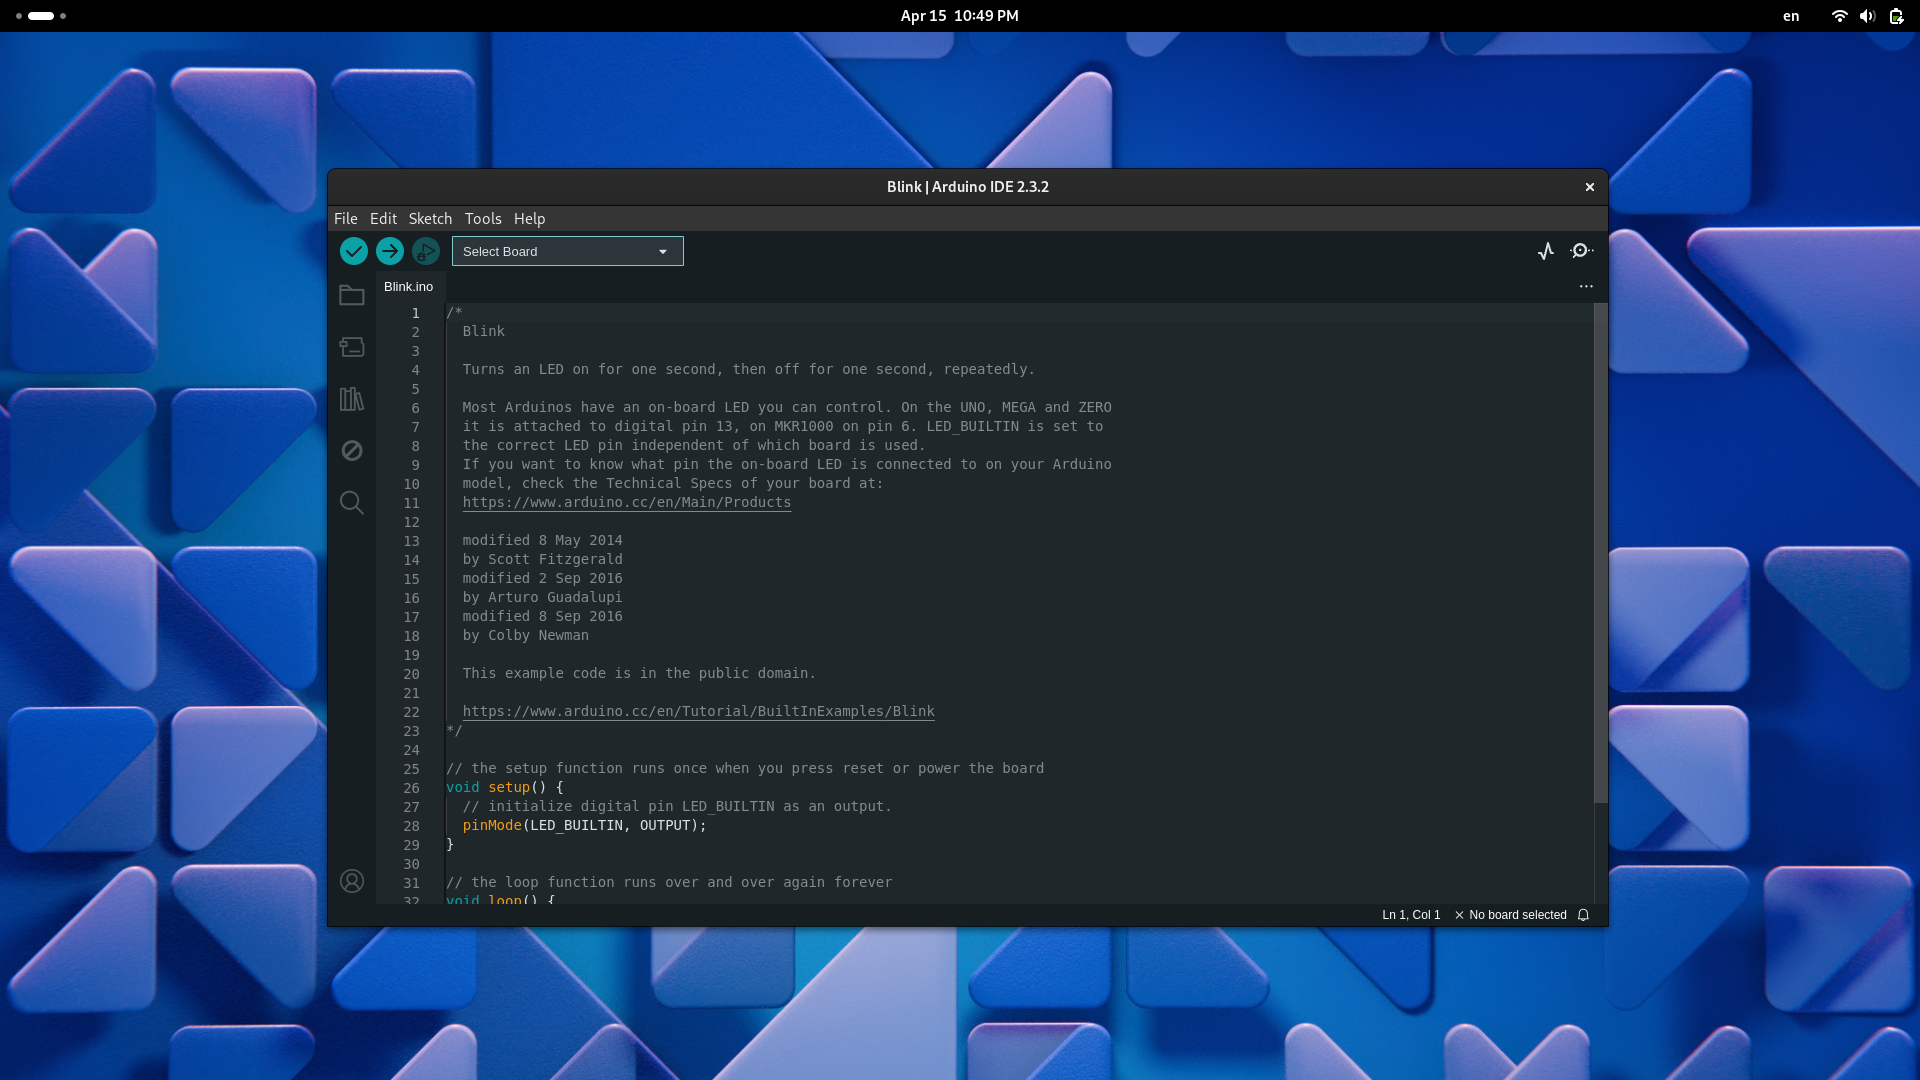 Apr 15  10:49 PM
en
Blink | Arduino IDE 2.3.2
File Edit Sketch Tools Help
Select Board
Blink.ino
1 /*
2 Blink
3
4 Turns an LED on for one second, then off for one second, repeatedly.
5
6 Most Arduinos have an on-board LED you can control. On the UNO, MEGA and ZERO
7 it is attached to digital pin 13, on MKR1000 on pin 6. LED_BUILTIN is set to
8 the correct LED pin independent of which board is used.
9 If you want to know what pin the on-board LED is connected to on your Arduino
10 model, check the Technical Specs of your board at:
11 https://www.arduino.cc/en/Main/Products
12
13 modified 8 May 2014
14 by Scott Fitzgerald
15 modified 2 Sep 2016
16 by Arturo Guadalupi
17 modified 8 Sep 2016
18 by Colby Newman
19
20 This example code is in the public domain.
21
22 https://www.arduino.cc/en/Tutorial/BuiltInExamples/Blink
23 */
24
25 // the setup function runs once when you press reset or power the board
26 void setup() {
27 // initialize digital pin LED_BUILTIN as an output.
28 pinMode(LED_BUILTIN, OUTPUT);
29 }
30
31 // the loop function runs over and over again forever
32 void loop() {
Ln 1, Col 1 No board selected